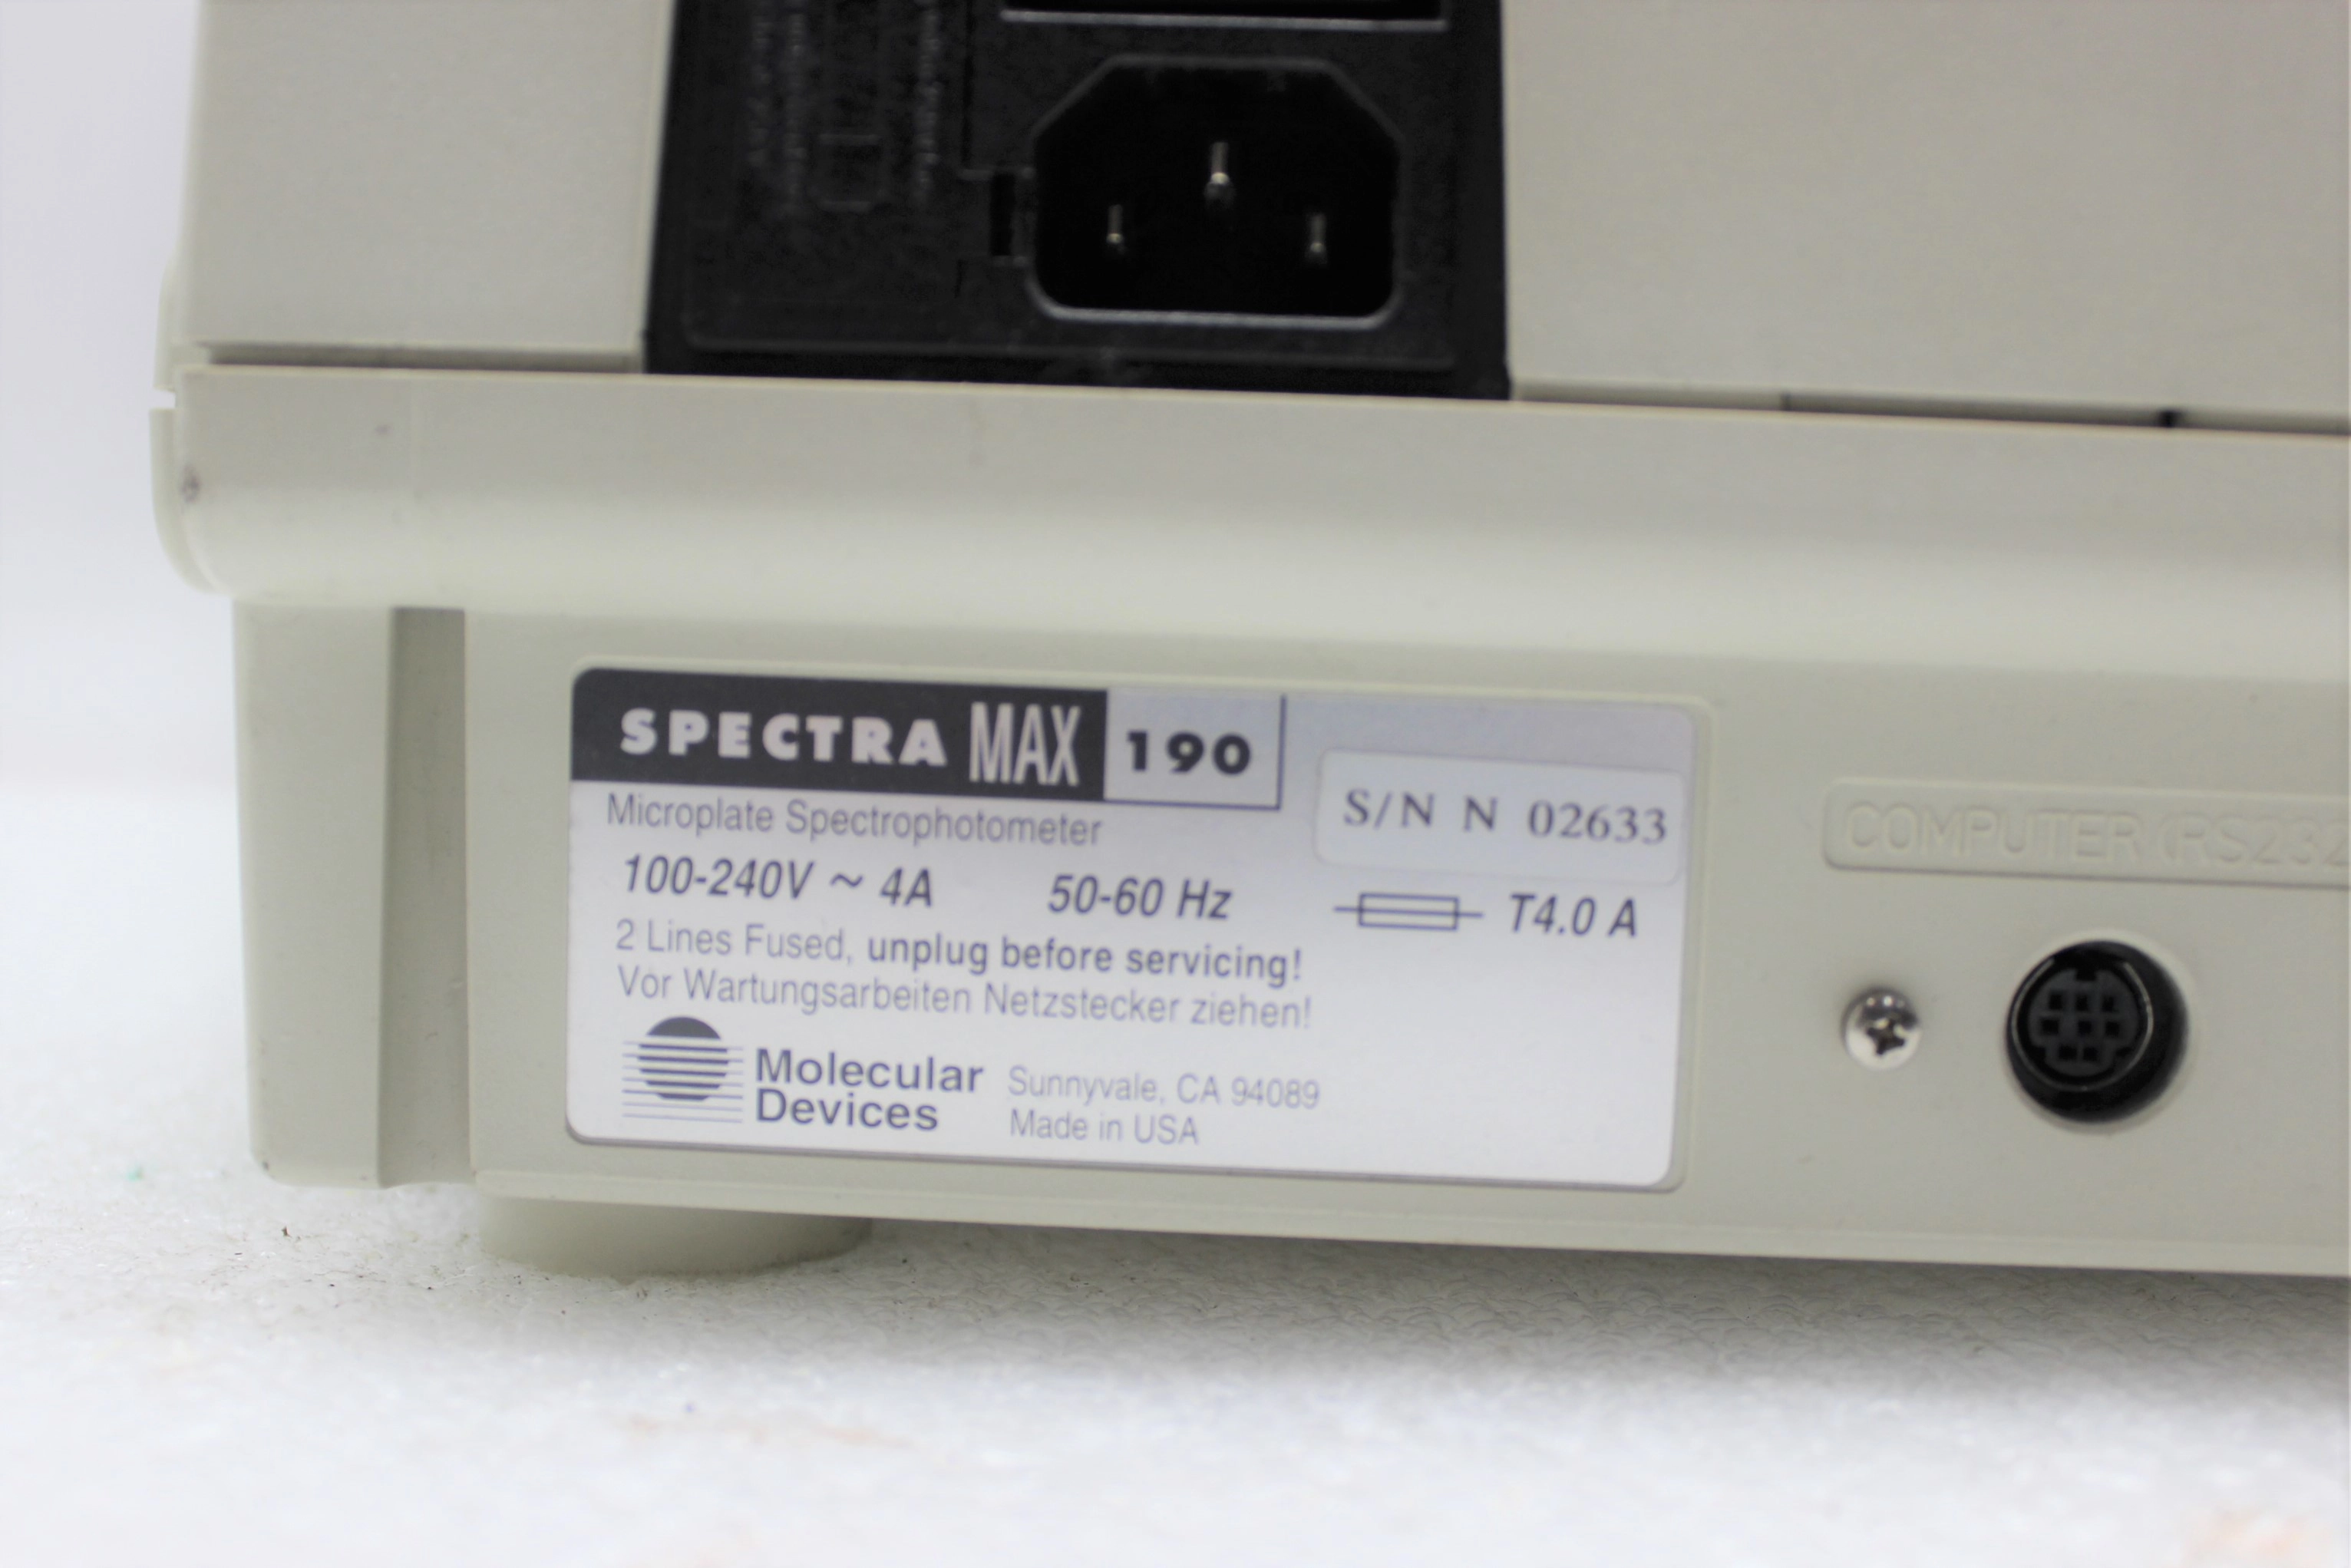 SPECTRA MAX 190
S/N N 02633
Microplate Spectrophotometer
100-240V ~ 4A 50-60 Hz T4.0 A
2 Lines Fused, unplug before servicing!
Vor Wartungsarbeiten Netzstecker ziehen!
Molecular
Devices
Sunnyvale, CA 94089
Made in USA
COMPUTER (RS232